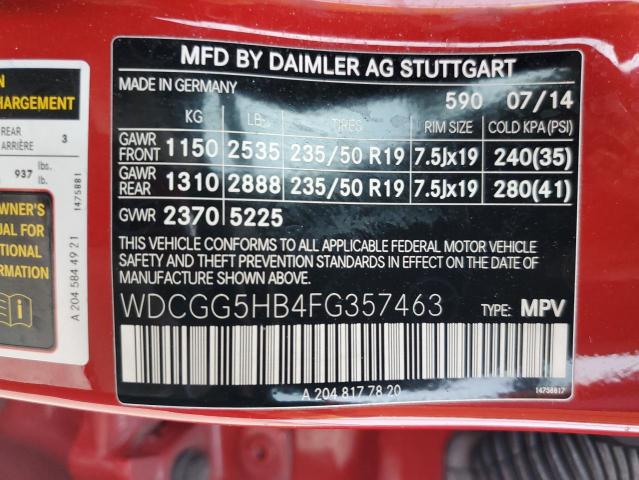 MFD BY DAIMLER AG STUTTGART
MADE IN GERMANY
590 07/14
KG LBS TIRES RIM SIZE COLD KPA (PSI)
GAWR FRONT 1150 2535 235/50 R19 7.5Jx19 240(35)
GAWR REAR 1310 2888 235/50 R19 7.5Jx19 280(41)
GVWR 2370 5225
THIS VEHICLE CONFORMS TO ALL APPLICABLE FEDERAL MOTOR VEHICLE
SAFETY AND THEFT PREVENTION STANDARDS IN EFFECT ON THE DATE OF
MANUFACTURE SHOWN ABOVE.
WDCGG5HB4FG357463 TYPE: MPV
A 204 817 78 20
14758817
HARGEMENT
REAR
ARRIÈRE
3
937 lbs.
lb.
1475881
WNER'S
UAL FOR
TIONAL
RMATION
A 204 584 49 21